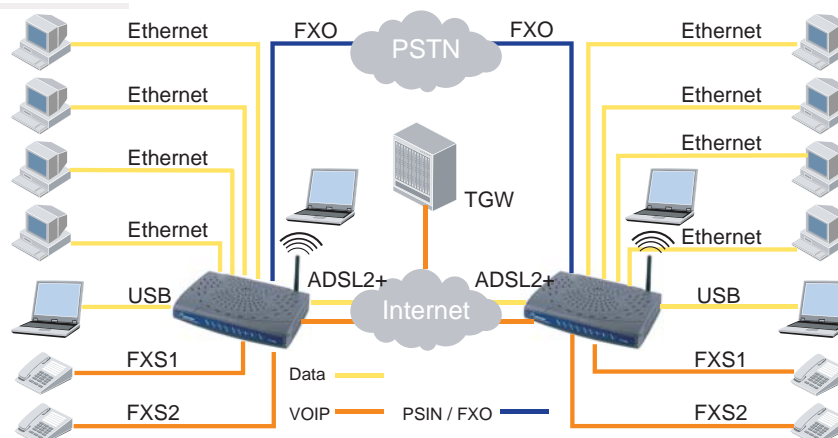 Ethernet FXO PSTN FXO Ethernet
Ethernet Ethernet
Ethernet Ethernet
TGW
Ethernet Ethernet
USB ADSL2+ Internet ADSL2+ USB
FXS1 FXS1
Data
FXS2 VOIP PSIN / FXO FXS2